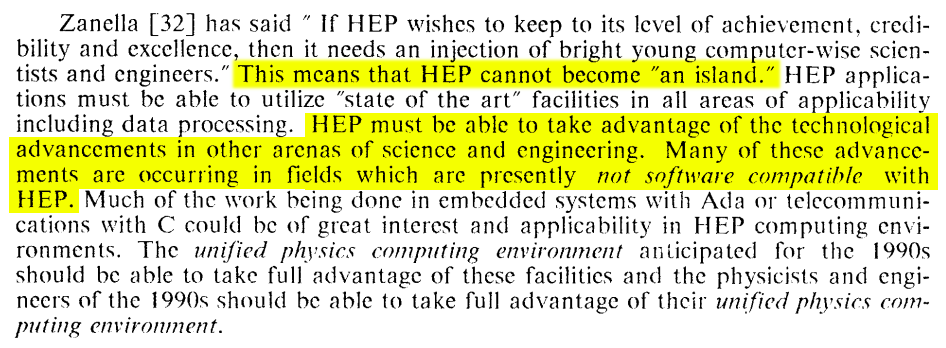 Zanella [32] has said " If HEP wishes to keep to its level of achievement, credi-
bility and excellence, then it needs an injection of bright young computer-wise scien-
tists and engineers." This means that HEP cannot become "an island." HEP applica-
tions must be able to utilize "state of the art" facilities in all areas of applicability
including data processing. HEP must be able to take advantage of the technological
advancements in other arenas of science and engineering. Many of these advance-
ments are occurring in fields which are presently not software compatible with
HEP. Much of the work being done in embedded systems with Ada or telecommuni-
cations with C could be of great interest and applicability in HEP computing envi-
ronments. The unified physics computing environment anticipated for the 1990s
should be able to take full advantage of these facilities and the physicists and engi-
neers of the 1990s should be able to take full advantage of their unified physics com-
puting environment.